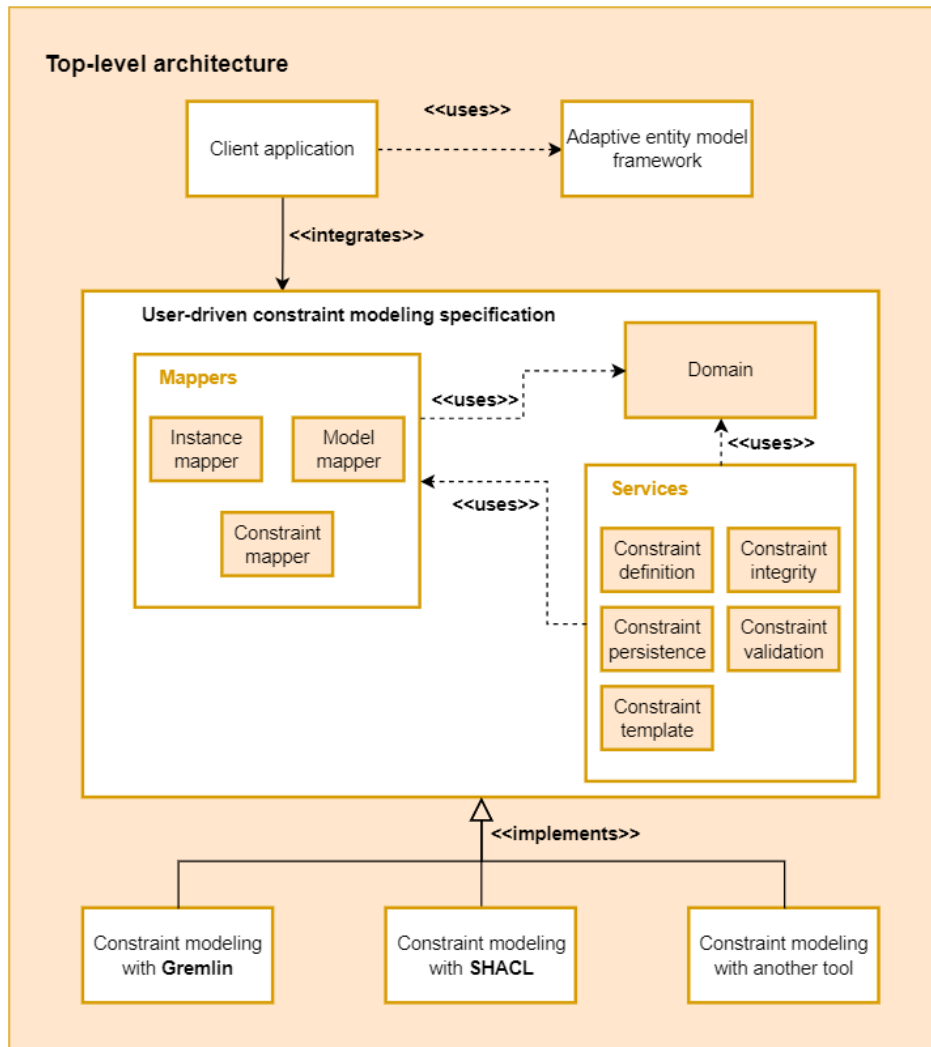 Top-level architecture
<<uses>>
Client application
Adaptive entity model
framework
<<integrates>>
User-driven constraint modeling specification
Mappers
Instance
mapper
Model
mapper
Constraint
mapper
<<uses>>
Domain
<<uses>>
<<uses>>
Services
Constraint
definition
Constraint
integrity
Constraint
persistence
Constraint
validation
Constraint
template
<<implements>>
Constraint modeling
with Gremlin
Constraint modeling
with SHACL
Constraint modeling
with another tool